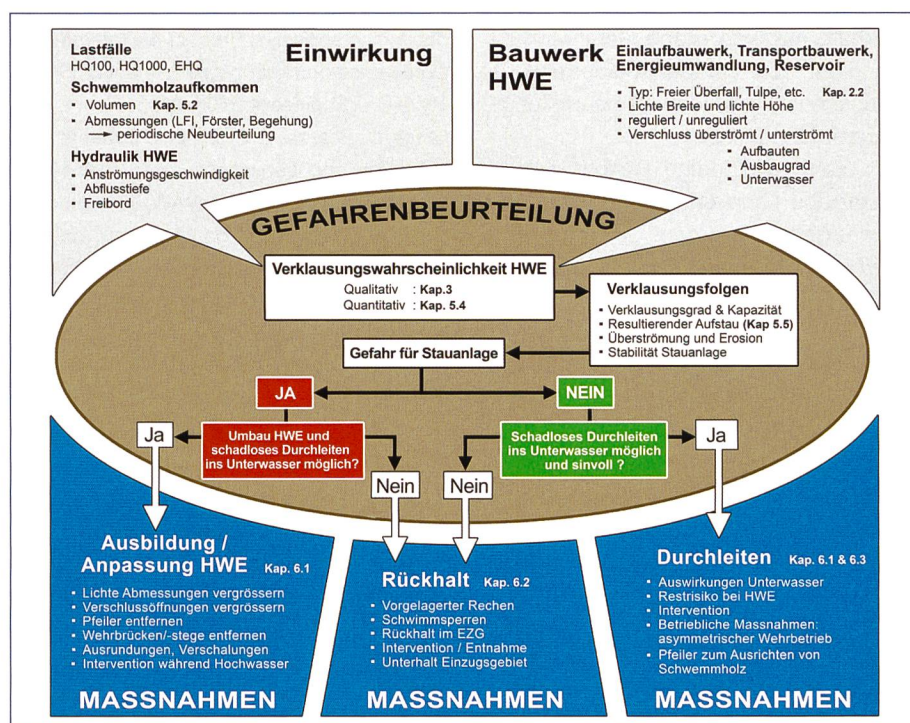 Einwirkung
Lastfälle
HQ100, HQ1000, EHQ
Schwemmholzaufkommen
▪ Volumen Kap. 5.2
▪ Abmessungen (LFI, Förster, Begehung)
→ periodische Neubeurteilung
Hydraulik HWE
▪ Anströmungsgeschwindigkeit
▪ Abflusstiefe
▪ Freibord
Bauwerk
HWE
Einlaufbauwerk, Transportbauwerk,
Energieumwandlung, Reservoir
▪ Typ: Freier Überfall, Tulpe, etc. Kap. 2.2
▪ Lichte Breite und lichte Höhe
▪ reguliert / unreguliert
▪ Verschluss überströmt / unterströmt
▪ Aufbauten
▪ Ausbaugrad
▪ Unterwasser
GEFAHRENBEURTEILUNG
Verklausungswahrscheinlichkeit HWE
Qualitativ : Kap.3
Quantitativ : Kap. 5.4
Verklausungsfolgen
▪ Verklausungsgrad & Kapazität
▪ Resultierender Aufstau (Kap 5.5)
▪ Überströmung und Erosion
▪ Stabilität Stauanlage
Gefahr für Stauanlage
JA
NEIN
Ja
Umbau HWE und
schadloses Durchleiten
ins Unterwasser möglich?
Nein
Nein
Schadloses Durchleiten
ins Unterwasser möglich
und sinvoll ?
Ja
Ausbildung /
Anpassung HWE Kap. 6.1
▪ Lichte Abmessungen vergrössern
▪ Verschlussöffnungen vergrössern
▪ Pfeiler entfernen
▪ Wehrbrücken/-stege entfernen
▪ Ausrundungen, Verschalungen
▪ Intervention während Hochwasser
MASSNAHMEN
Rückhalt Kap. 6.2
▪ Vorgelagerter Rechen
▪ Schwimmsperren
▪ Rückhalt im EZG
▪ Intervention / Entnahme
▪ Unterhalt Einzugsgebiet
MASSNAHMEN
Durchleiten Kap. 6.1 & 6.3
▪ Auswirkungen Unterwasser
▪ Restrisiko bei HWE
▪ Intervention
▪ Betriebliche Massnahmen:
asymmetrischer Wehrbetrieb
▪ Pfeiler zum Ausrichten von
Schwemmholz
MASSNAHMEN